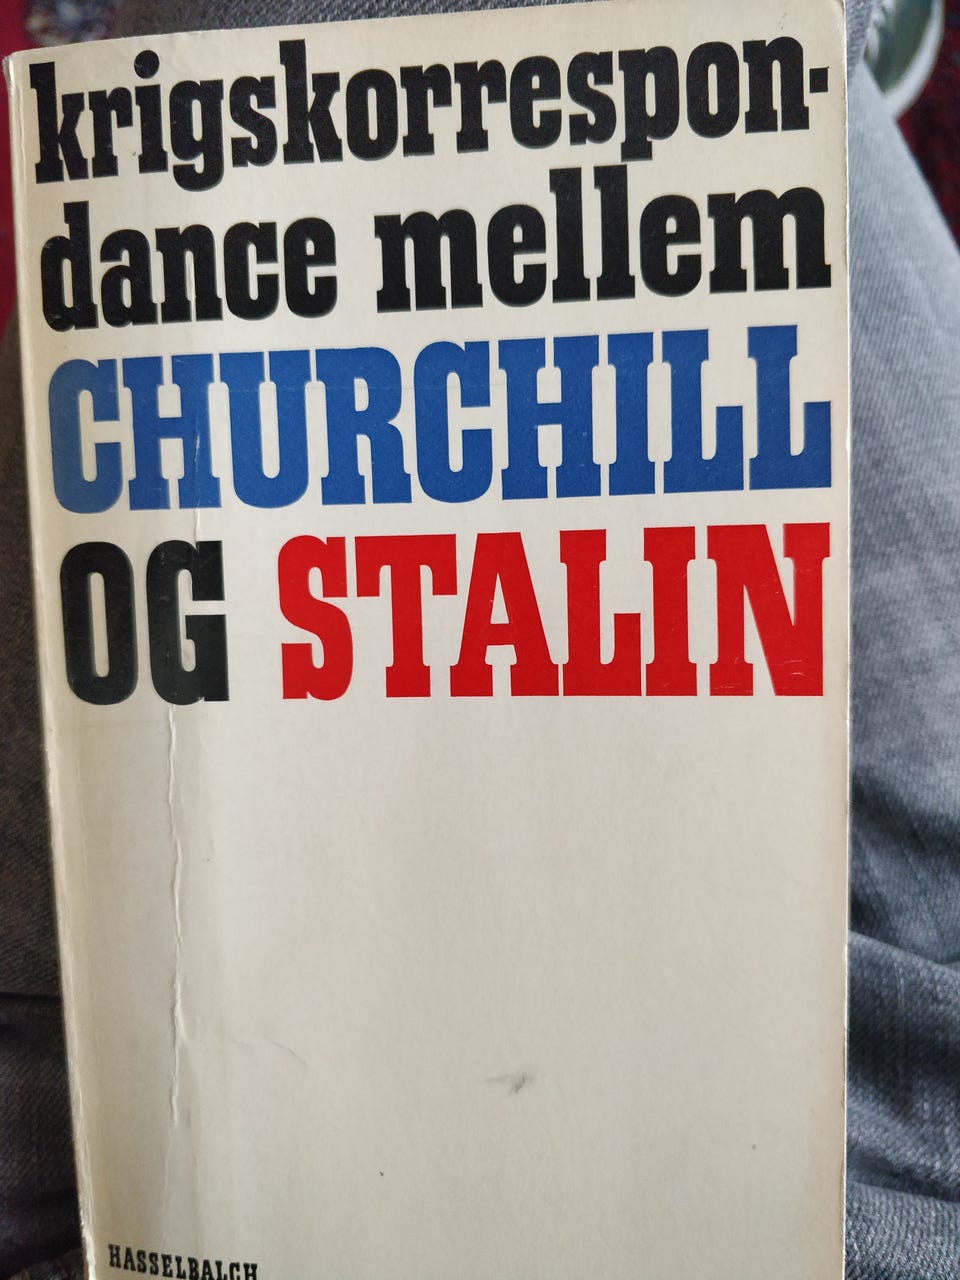 krigskorrespon-
dance mellem
CHURCHILL
OG STALIN
HASSELBALCH